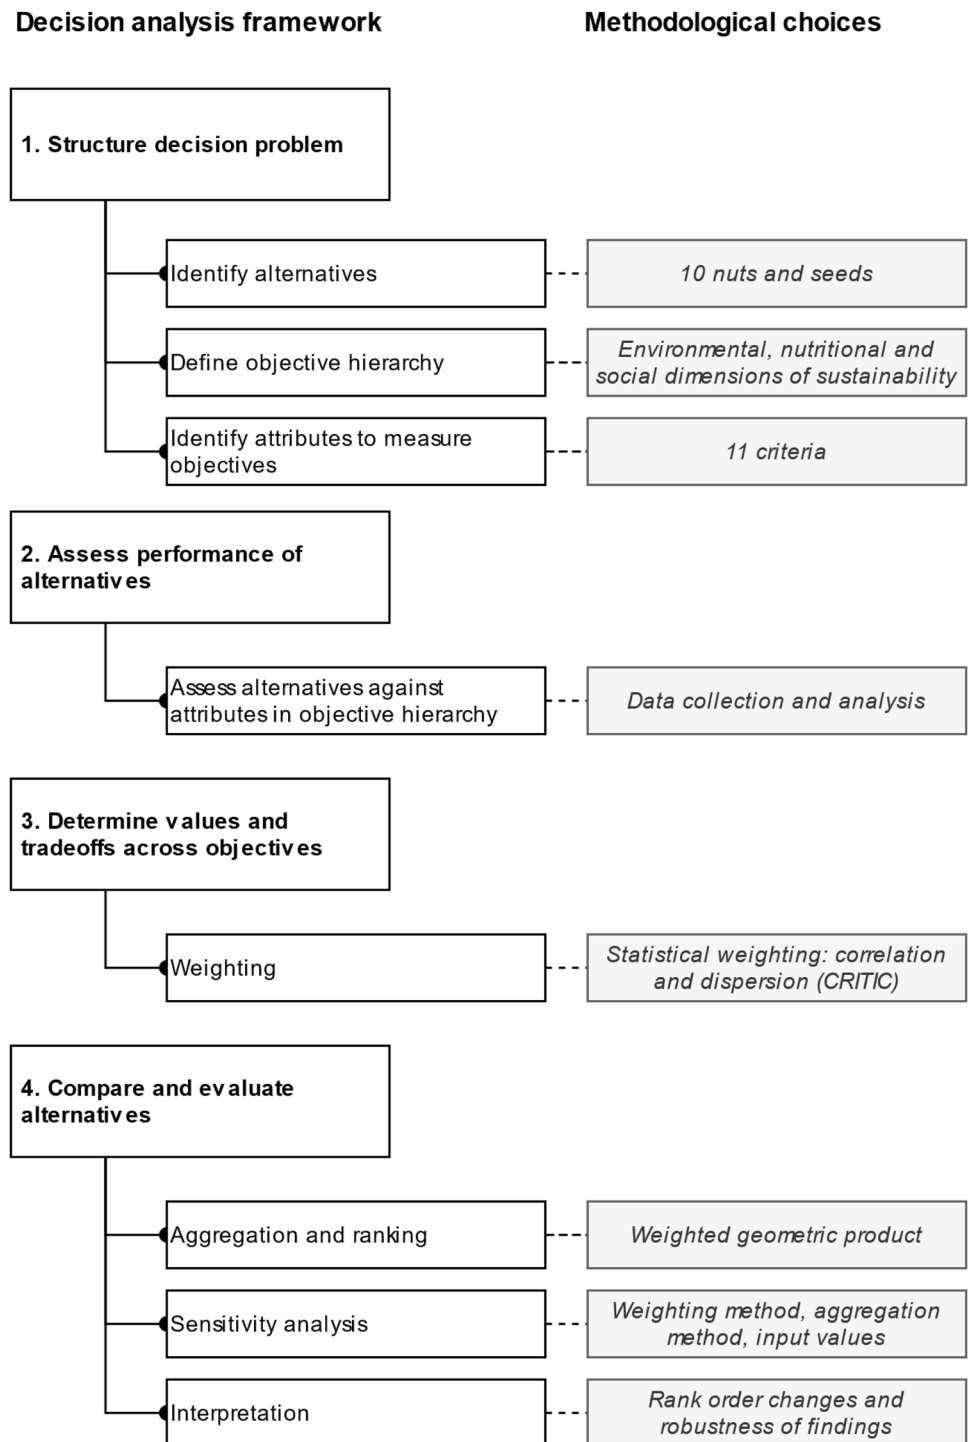 Decision analysis framework
Methodological choices
1. Structure decision problem
Identify alternatives
10 nuts and seeds
Define objective hierarchy
Environmental, nutritional and
social dimensions of sustainability
Identify attributes to measure
objectives
11 criteria
2. Assess performance of
alternatives
Assess alternatives against
attributes in objective hierarchy
Data collection and analysis
3. Determine values and
tradeoffs across objectives
Weighting
Statistical weighting: correlation
and dispersion (CRITIC)
4. Compare and evaluate
alternatives
Aggregation and ranking
Weighted geometric product
Sensitivity analysis
Weighting method, aggregation
method, input values
Interpretation
Rank order changes and
robustness of findings